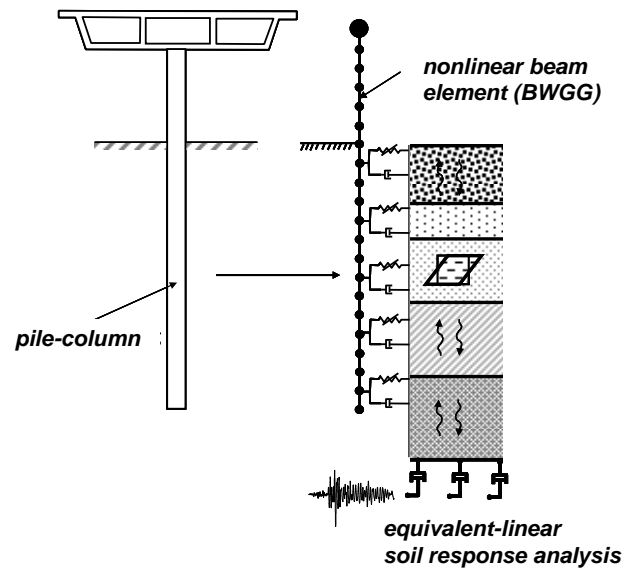 nonlinear beam
element (BWGG)
pile-column
equivalent-linear
soil response analysis